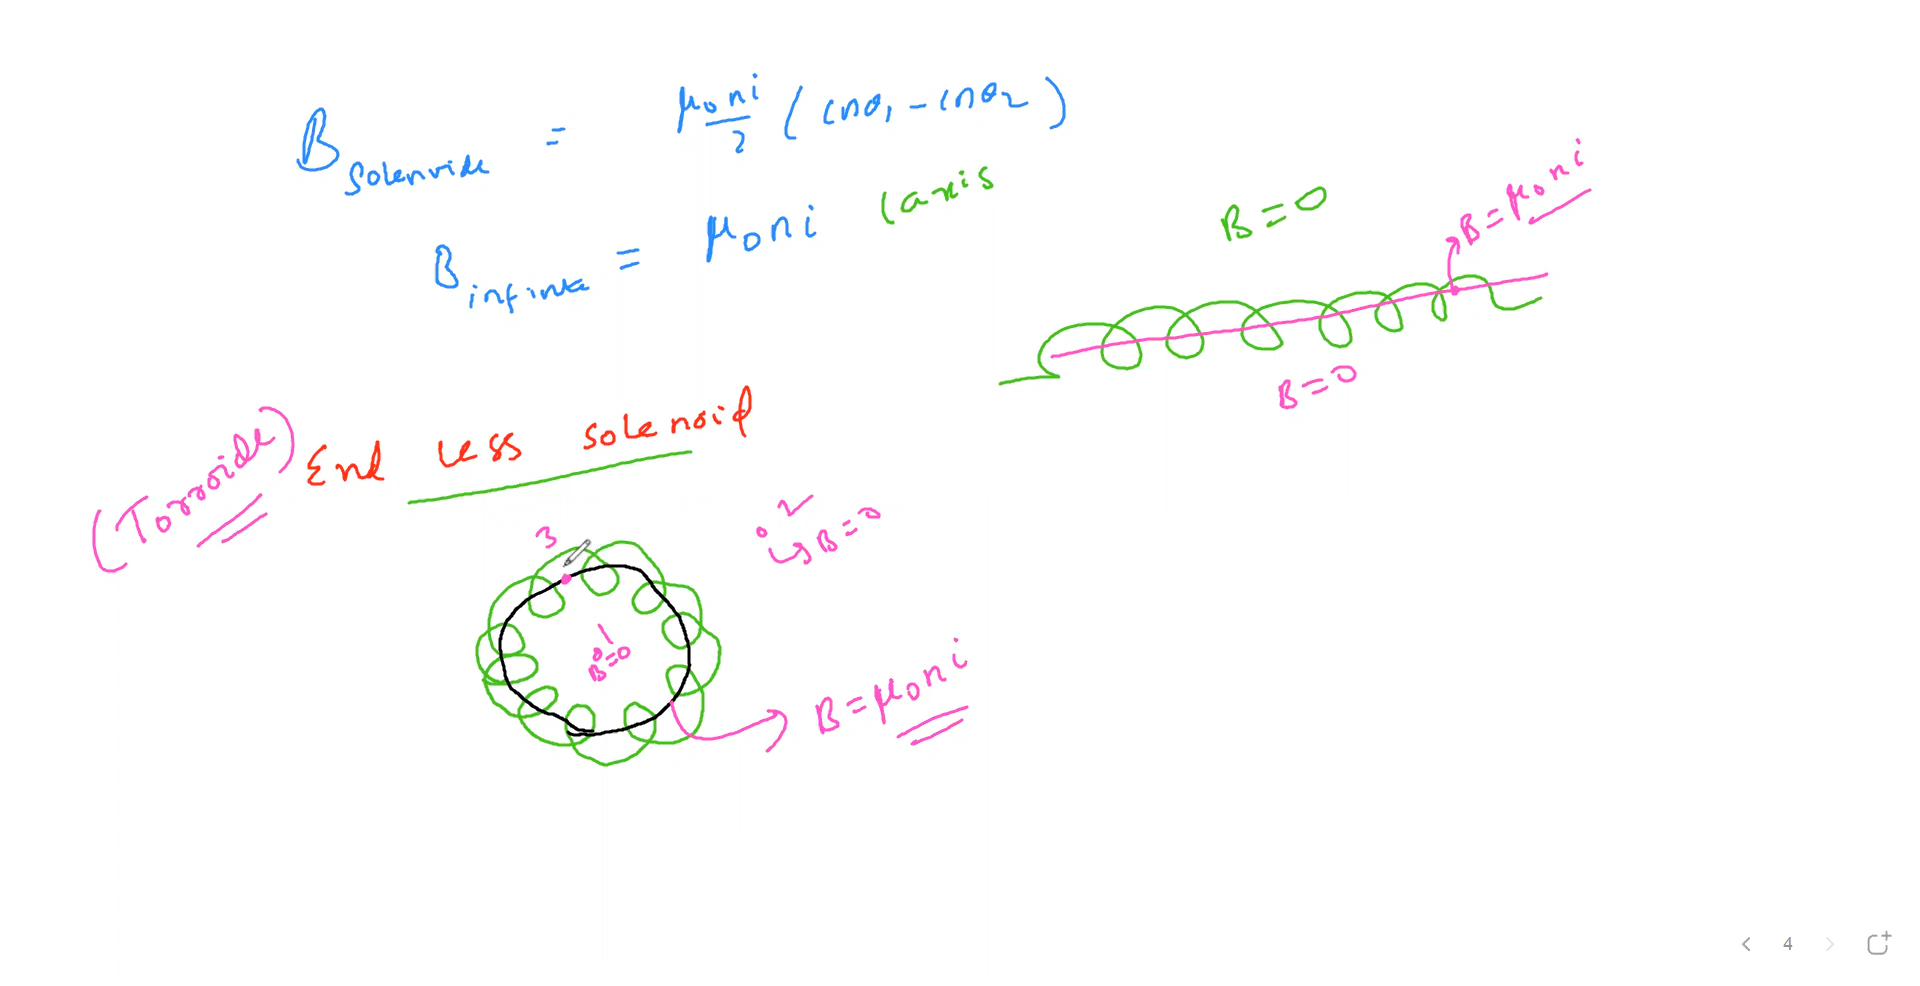 B solenoide = μ₀ni/2 (cosθ₁ - cosθ₂)
B infinite = μ₀ni (axis
B=0
B=μ₀ni
B=0
(Torroide) End less solenoid
3
2
B=0
1
B=0
B=μ₀ni
4